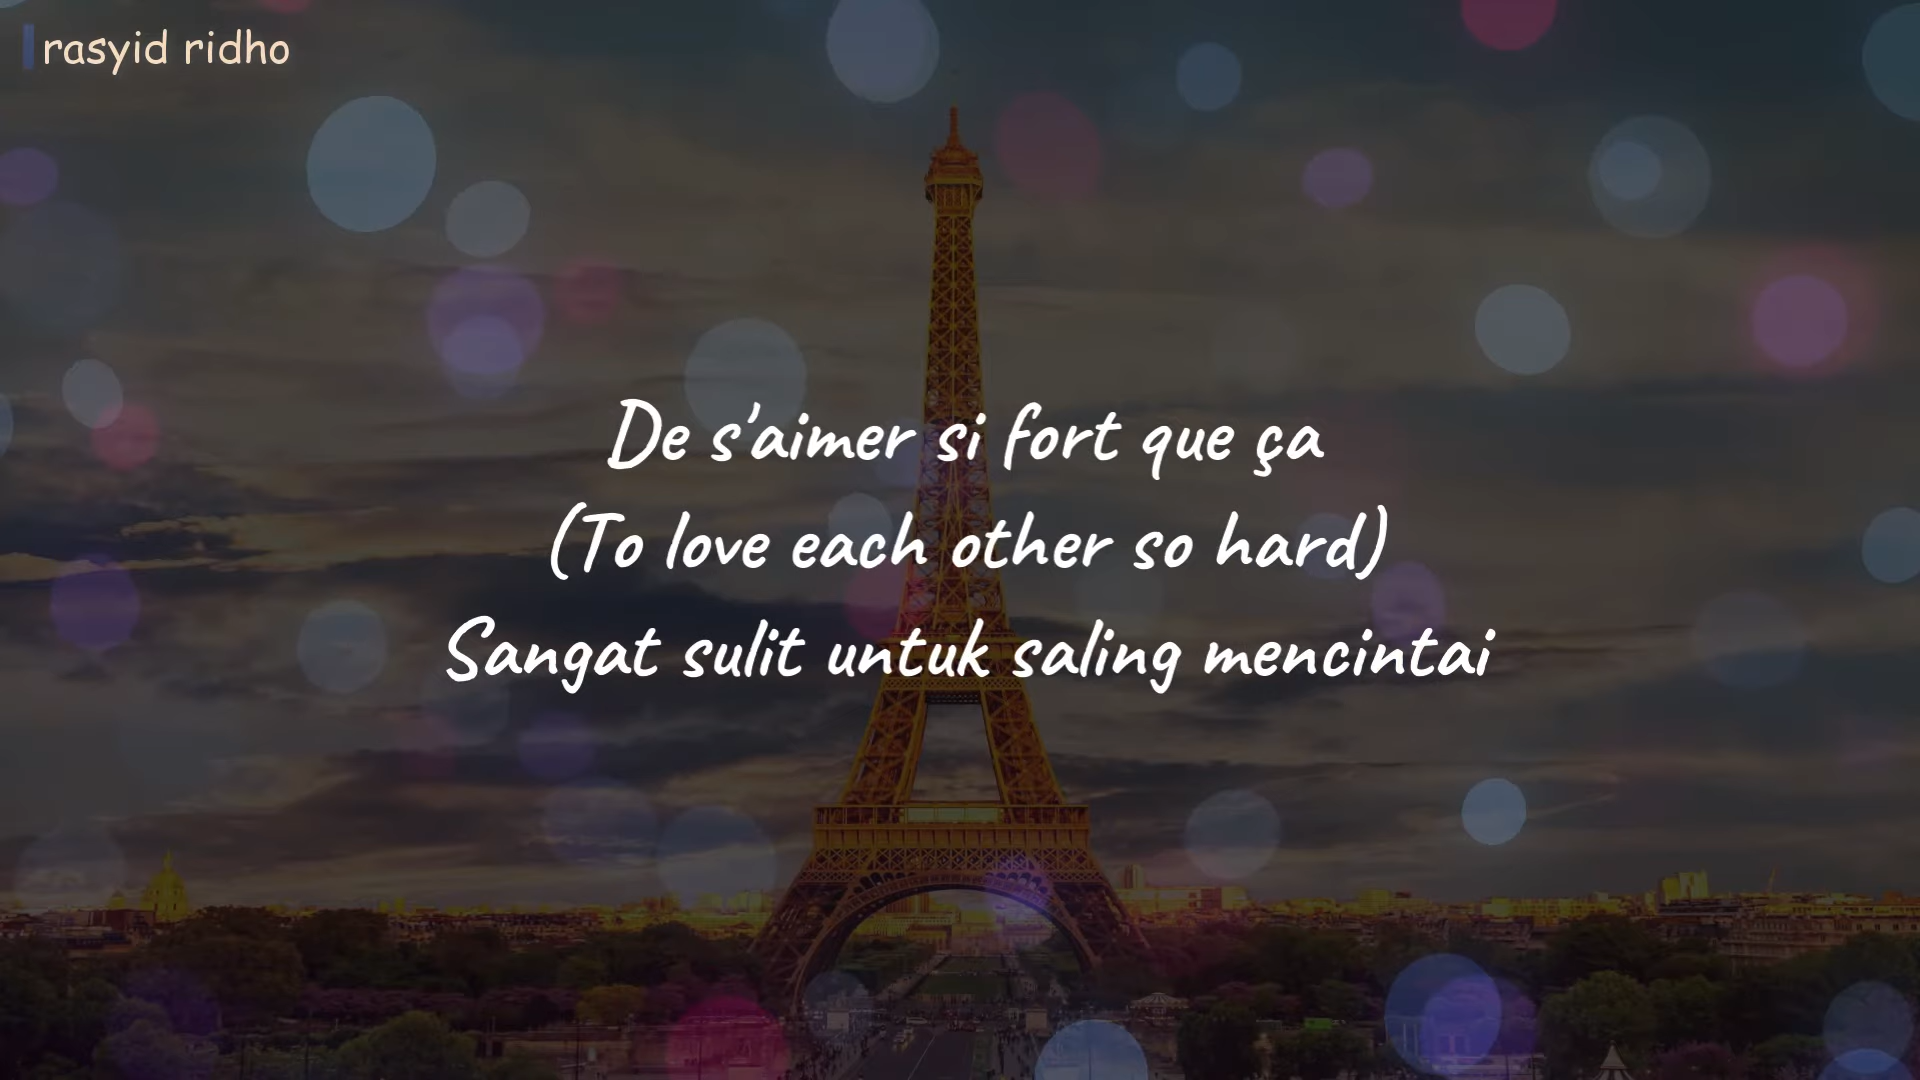 rasyid ridho
De s'aimer si fort que ça
(To love each other so hard)
Sangat sulit untuk saling mencintai